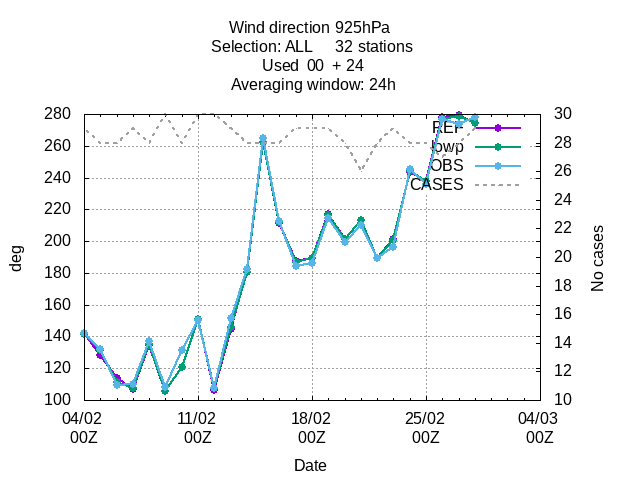 Wind direction 925hPa
Selection: ALL 32 stations
Used 00 + 24
Averaging window: 24h
280
260
240
220
200
180
160
140
120
100
deg
30
28
26
24
22
20
18
16
14
12
10
No cases
REF
lowp
OBS
CASES
04/02 11/02 18/02 25/02 04/03
00Z 00Z 00Z 00Z 00Z
Date